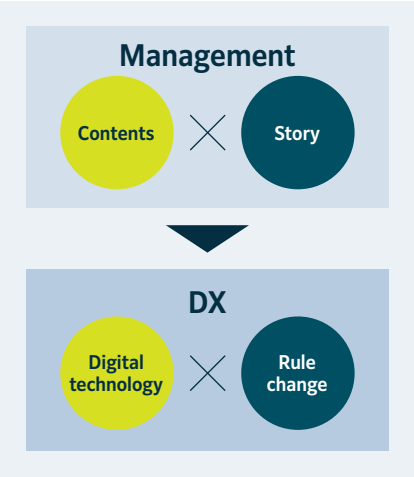 Management
Contents
Story
DX
Digital
technology
Rule
change